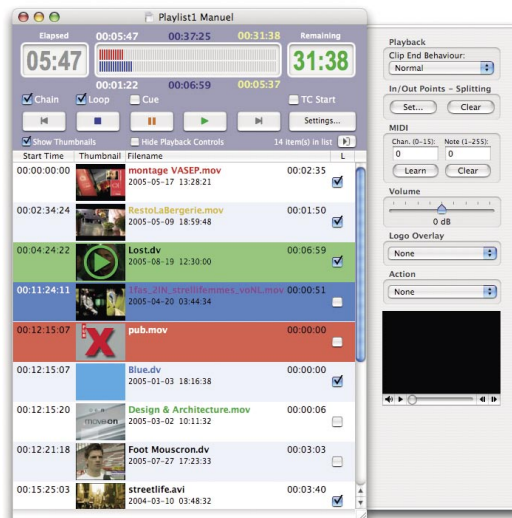 Playlist1 Manuel
Elapsed 00:05:47 00:37:25 00:31:38 Remaining
05:47 31:38
00:01:22 00:06:59 00:05:37
Chain Loop Cue TC Start
Settings...
Show Thumbnails Hide Playback Controls 14 item(s) in list
Start Time Thumbnail Filename L
00:00:00:00 montage VASEP.mov 00:02:35
2005-05-17 13:28:21
00:02:34:24 RestoLaBergerie.mov 00:01:50
2005-05-09 18:59:48
00:04:24:22 Lost.dv 00:06:59
2005-08-19 12:30:00
00:11:24:11 1fas_2IN_strellifemmes_voNL.mov 00:00:51
2005-04-20 03:44:34
00:12:15:07 X pub.mov 00:00:00
00:12:15:07 Blue.dv 00:00:00
2005-01-03 18:16:38
00:12:15:20 move-on Design & Architecture.mov 00:00:06
2005-03-02 10:11:32
00:12:21:18 Foot Mouscron.dv 00:03:03
2005-07-27 17:23:33
00:15:25:03 streetlife.avi 00:03:40
2004-03-10 03:48:32
Playback
Clip End Behaviour:
Normal
In/Out Points - Splitting
Set... Clear
MIDI
Chan. (0-15): Note (1-255):
0 0
Learn Clear
Volume
0 dB
Logo Overlay
None
Action
None